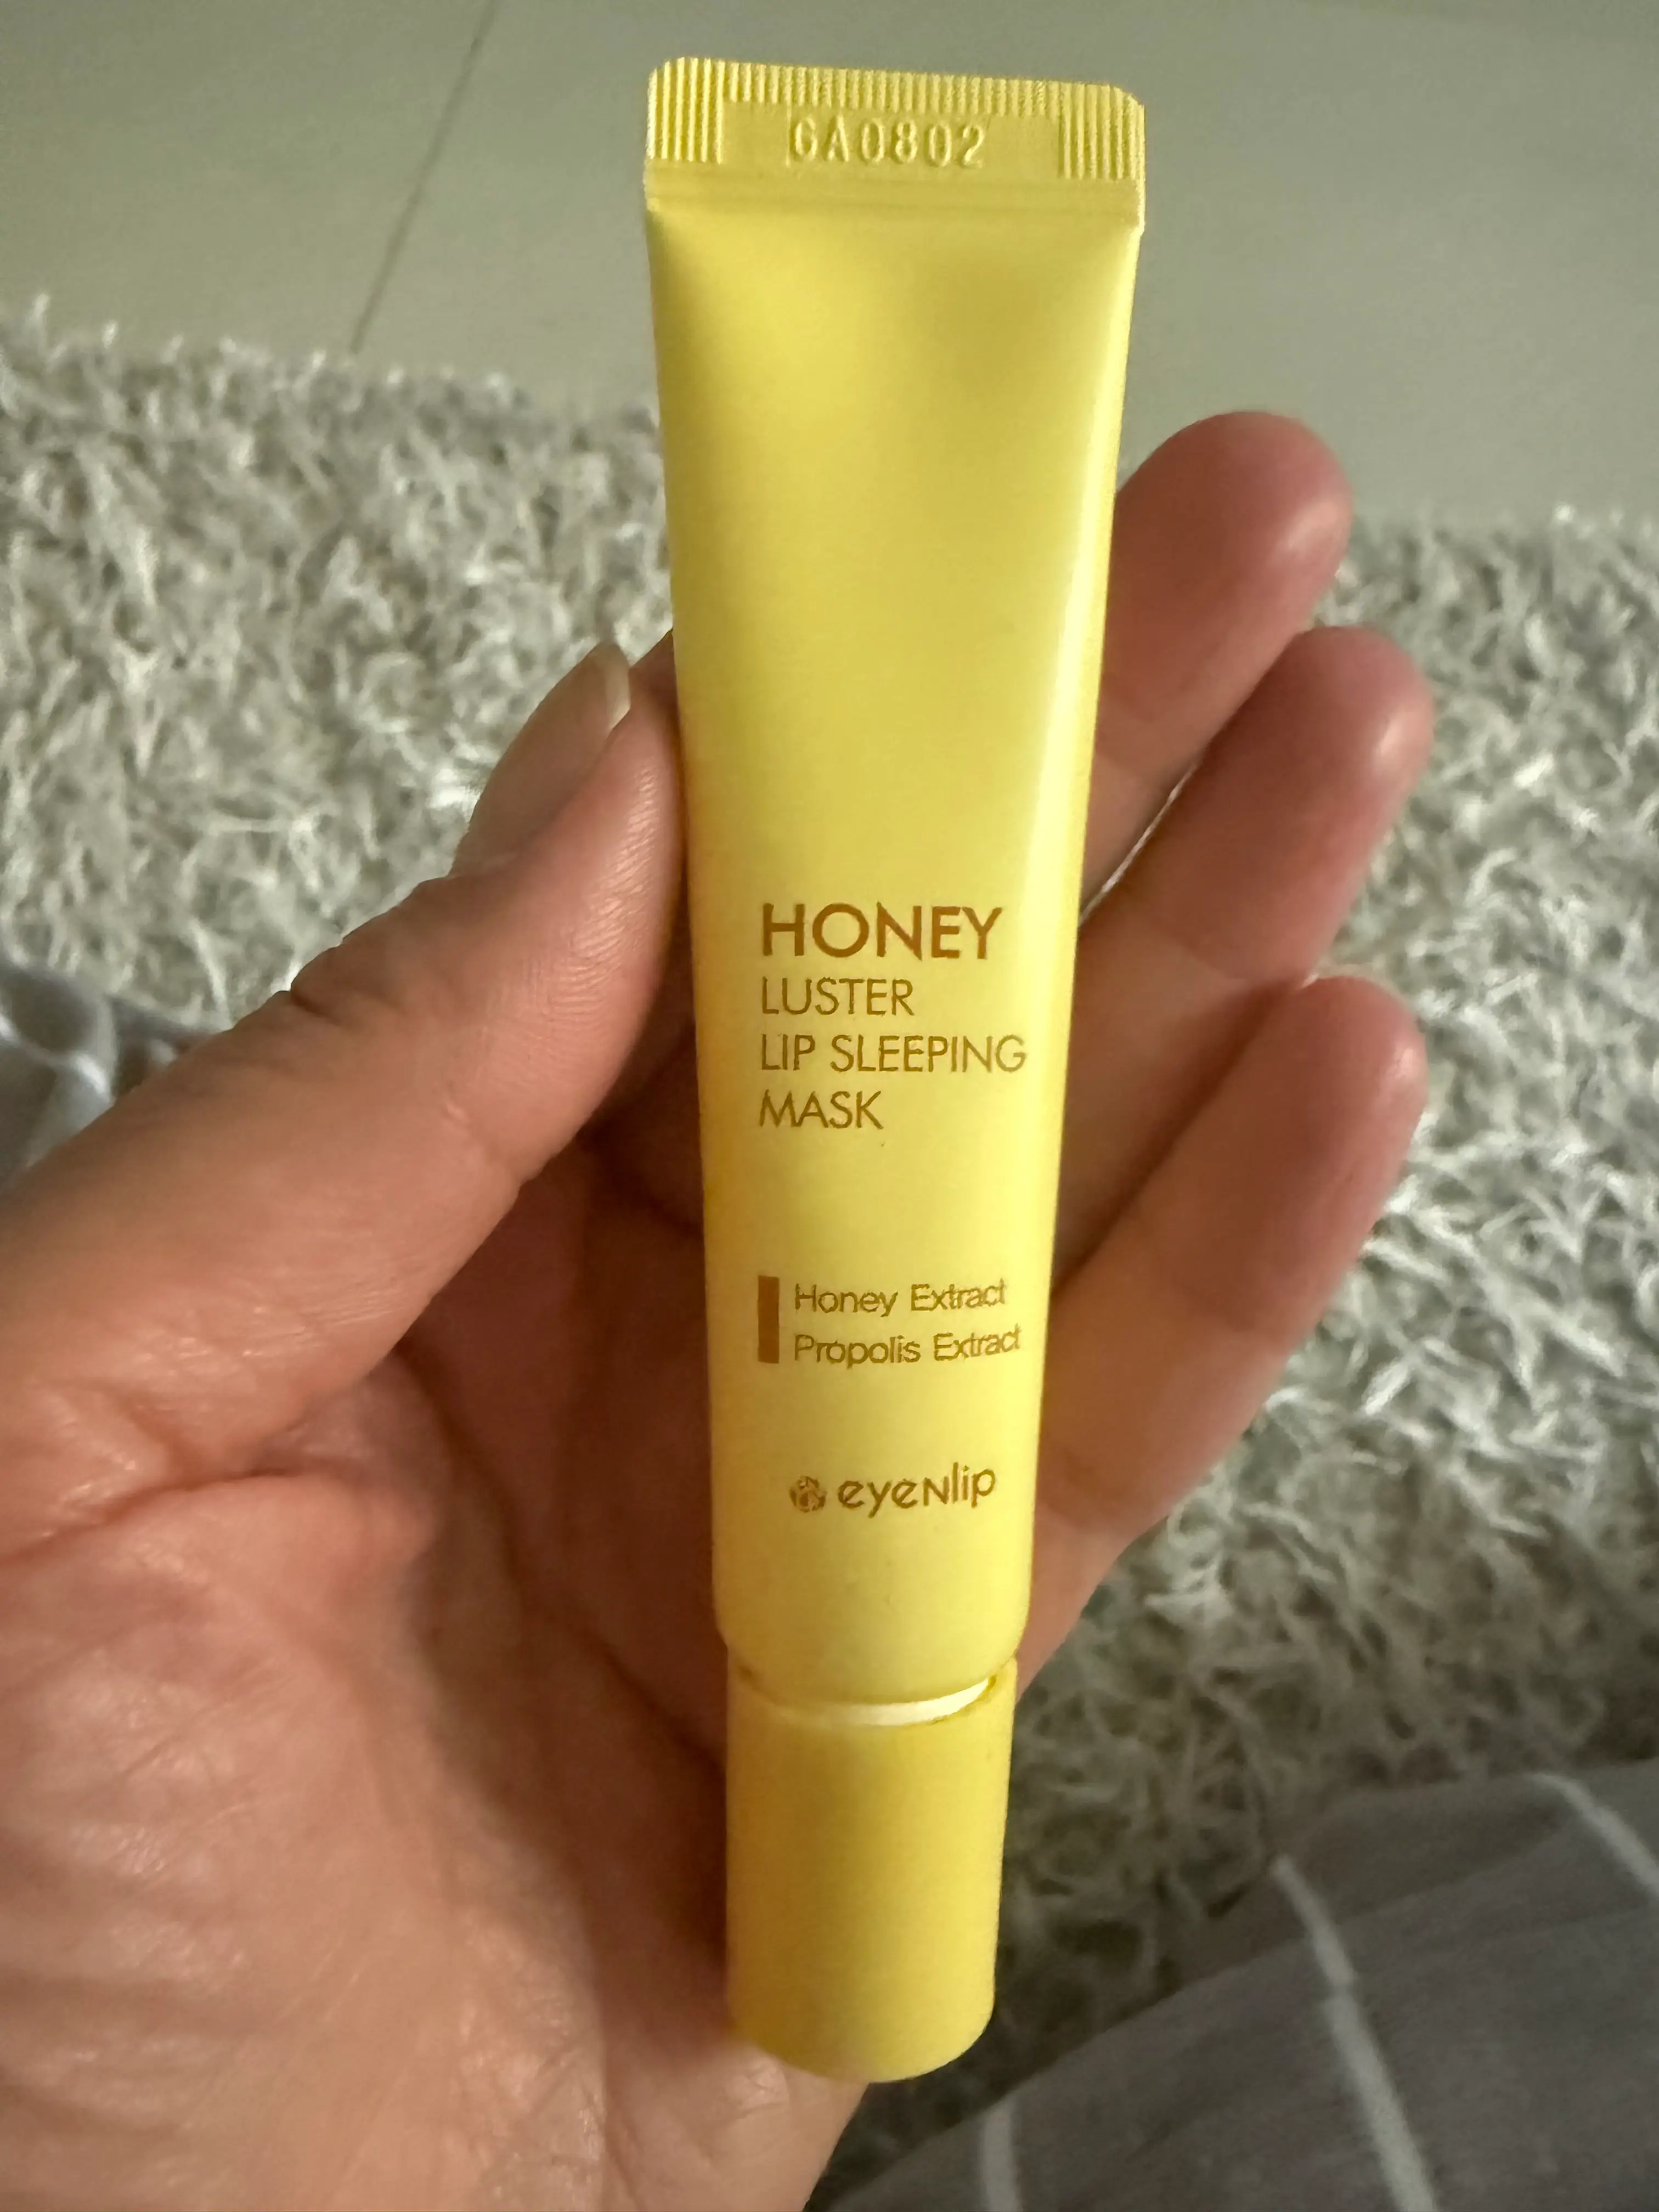 GA0802
HONEY
LUSTER
LIP SLEEPING
MASK
Honey Extract
Propolis Extract
eyenlip